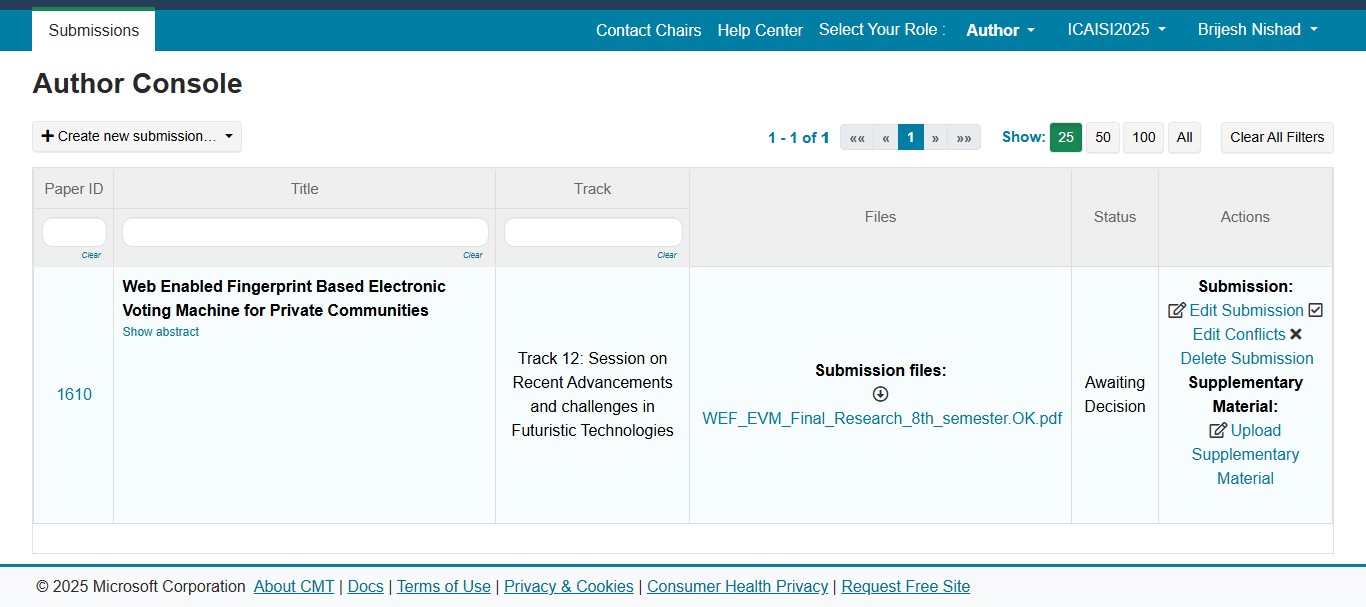 Submissions
Contact Chairs Help Center Select Your Role : Author ICAISI2025 Brijesh Nishad
Author Console
Create new submission...
1 - 1 of 1 «« « 1 » »» Show: 25 50 100 All Clear All Filters
Paper ID Title Track Files Status Actions
Clear Clear Clear
1610
Web Enabled Fingerprint Based Electronic
Voting Machine for Private Communities
Show abstract
Track 12: Session on
Recent Advancements
and challenges in
Futuristic Technologies
Submission files:
WEF_EVM_Final_Research_8th_semester.OK.pdf
Awaiting
Decision
Submission:
Edit Submission
Edit Conflicts
Delete Submission
Supplementary
Material:
Upload
Supplementary
Material
© 2025 Microsoft Corporation About CMT | Docs | Terms of Use | Privacy & Cookies | Consumer Health Privacy | Request Free Site